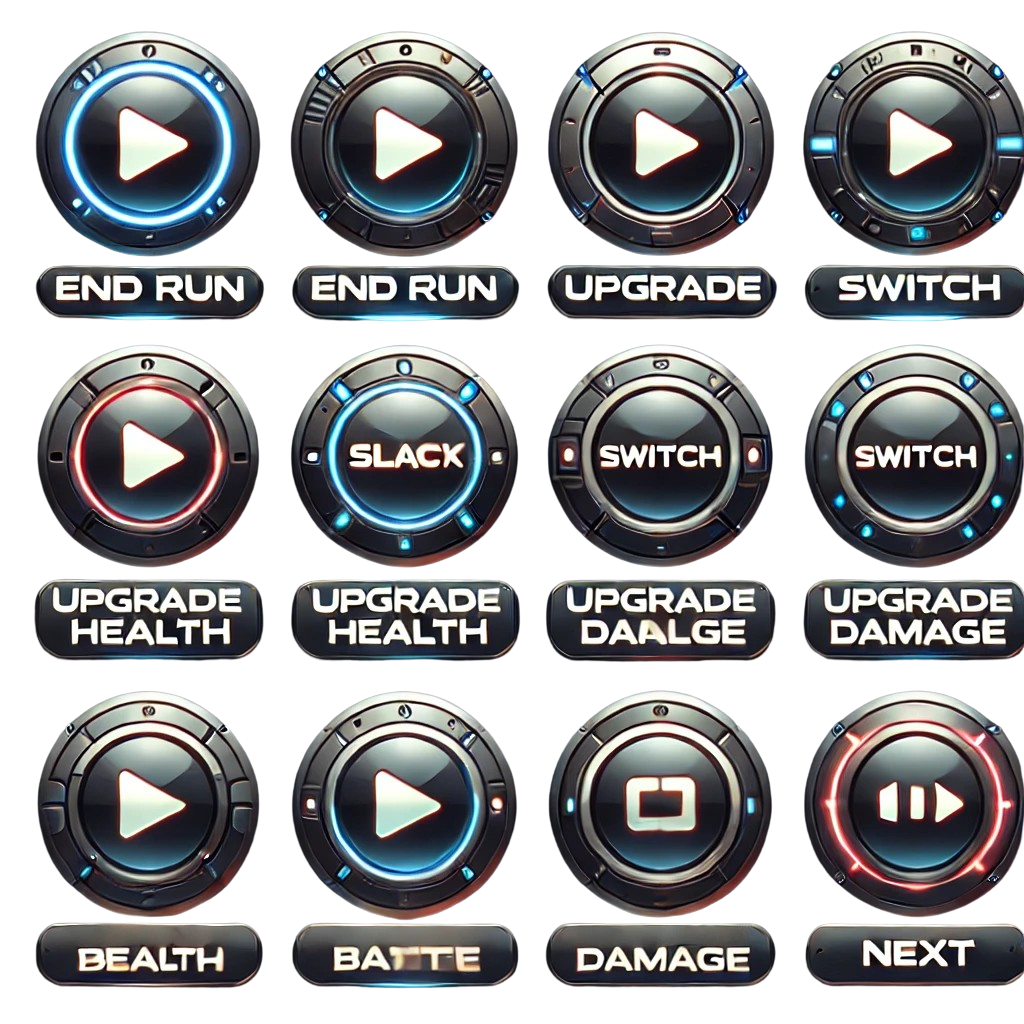 END RUN
END RUN
UPGRADE
SWITCH
SLACK
SWITCH
SWITCH
UPGRADE
HEALTH
UPGRADE
HEALTH
UPGRADE
DAALGE
UPGRADE
DAMAGE
BEALTH
DAMAGE
NEXT